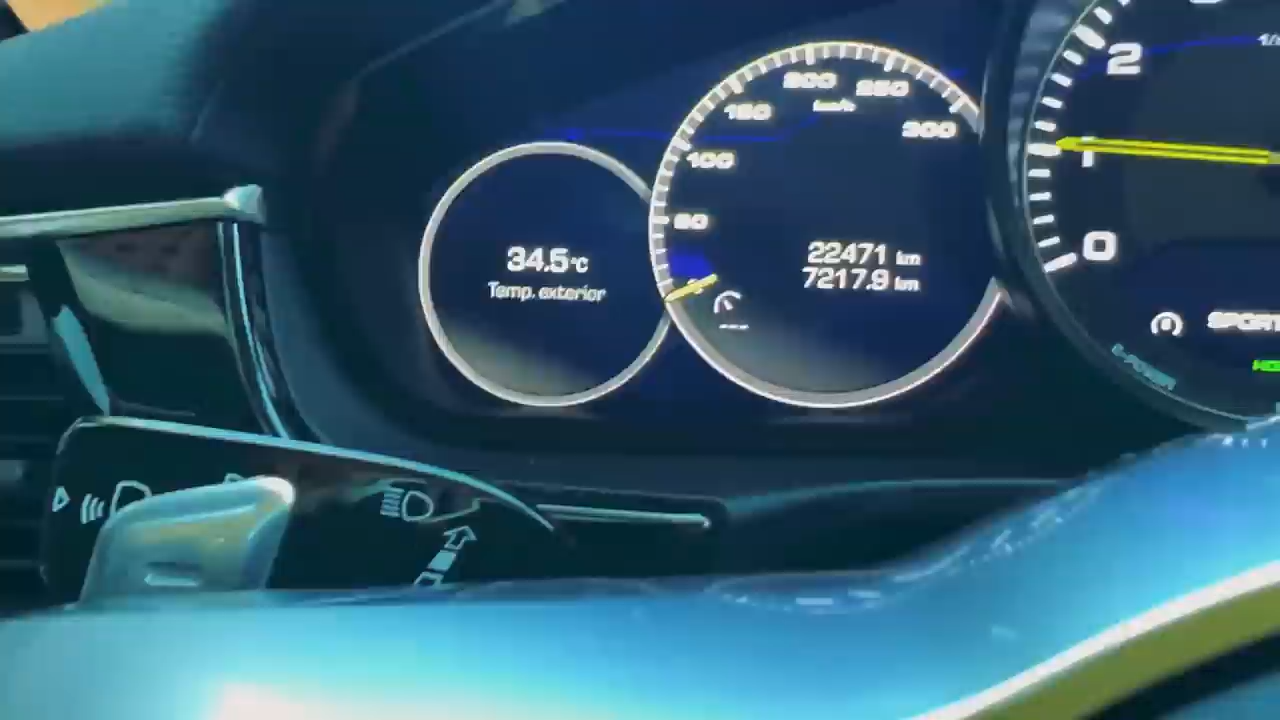 34.5 °C
Temp. exterior
50
100
150
200
250
300
km/h
22471 km
7217.9 km
0
1
2
SPORT
E-POWER